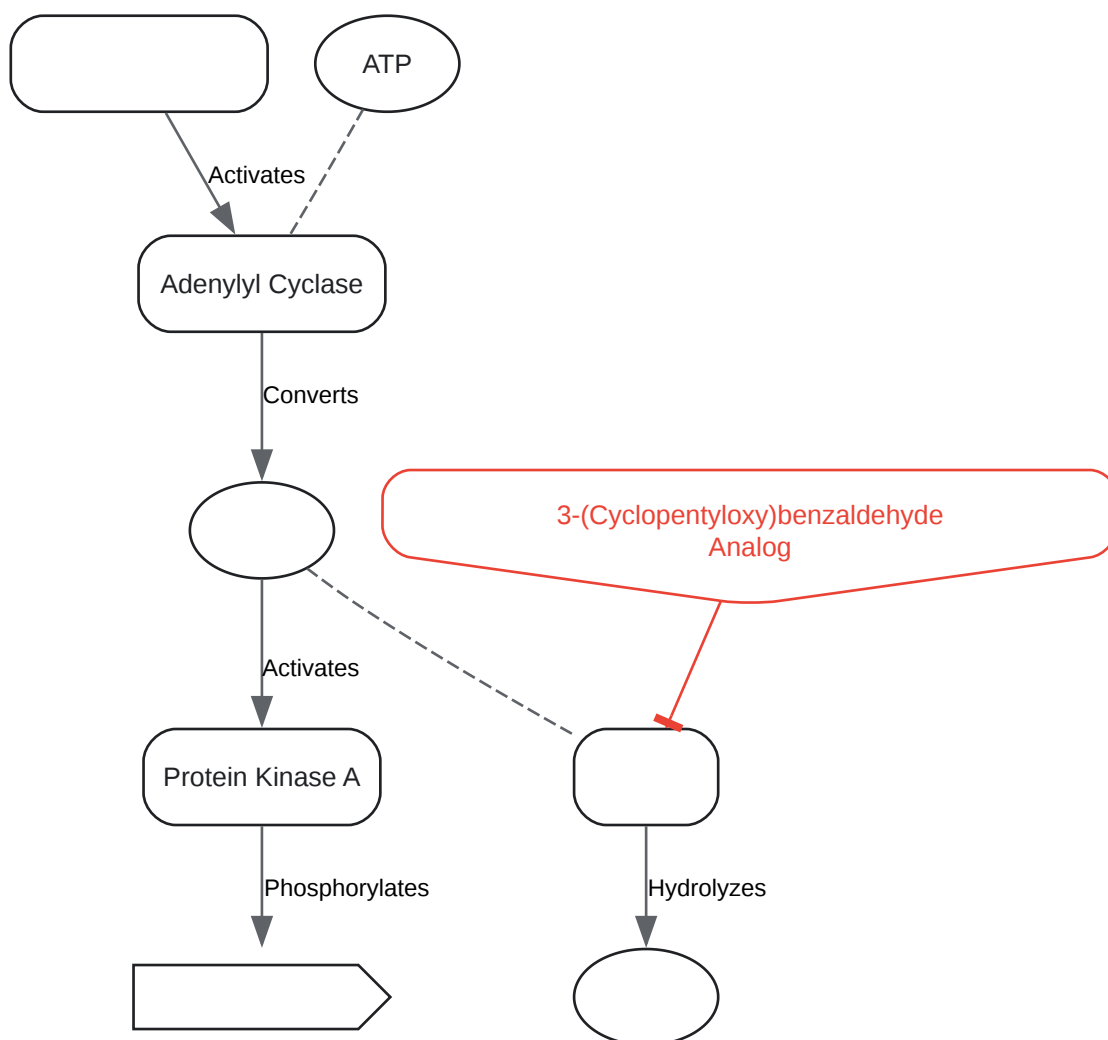 ATP
Activates
Adenylyl Cyclase
Converts
3-(Cyclopentyloxy)benzaldehyde
Analog
Activates
Protein Kinase A
Phosphorylates
Hydrolyzes